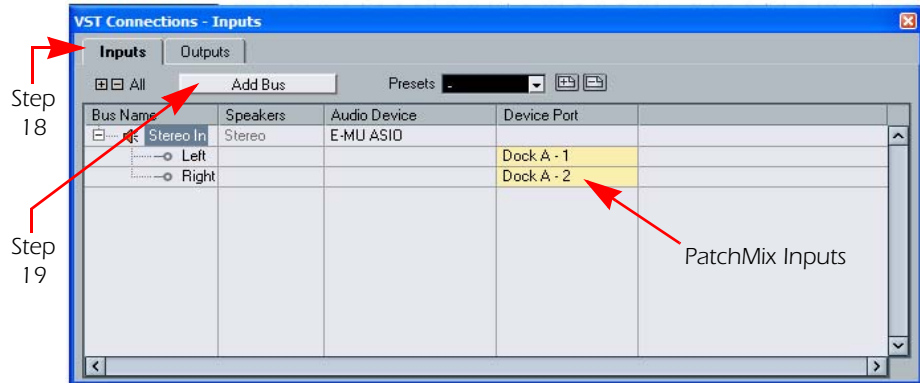 VST Connections - Inputs
Inputs Outputs
All Add Bus Presets -
Step
18
Bus Name Speakers Audio Device Device Port
Stereo In Stereo E-MU ASIO
Left Dock A - 1
Right Dock A - 2
Step
19
PatchMix Inputs